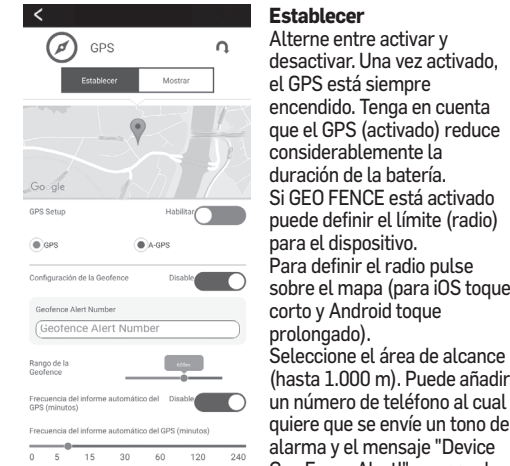 GPS
Establecer
Mostrar
Google
GPS Setup
Habilitar
GPS
A-GPS
Configuración de la Geofence
Disable
Geofence Alert Number
Geofence Alert Number
Rango de la
Geofence
Frecuencia del informe automático del
GPS (minutos)
Disable
Frecuencia del informe automático del GPS (minutos)
0 5 15 30 60 120 240
Establecer
Alterne entre activar y
desactivar. Una vez activado,
el GPS está siempre
encendido. Tenga en cuenta
que el GPS (activado) reduce
considerablemente la
duración de la batería.
Si GEO FENCE está activado
puede definir el límite (radio)
para el dispositivo.
Para definir el radio pulse
sobre el mapa (para iOS toque
corto y Android toque
prolongado).
Seleccione el área de alcance
(hasta 1.000 m). Puede añadir
un número de teléfono al cual
quiere que se envíe un tono de
alarma y el mensaje "Device